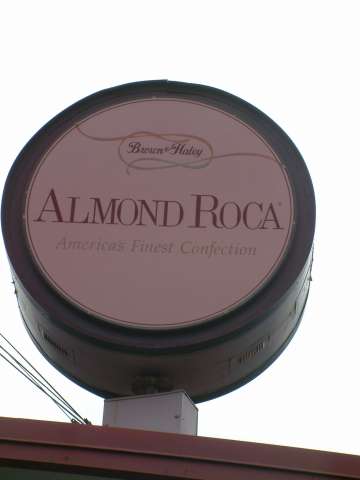 Brown & Haley
ALMOND ROCA®
America's Finest Confection